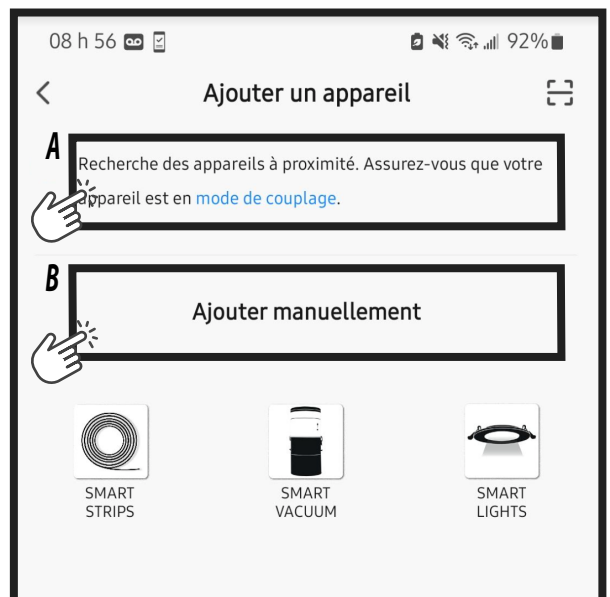 08 h 56 92%
Ajouter un appareil
A
Recherche des appareils à proximité. Assurez-vous que votre
appareil est en mode de couplage.
B
Ajouter manuellement
SMART SMART SMART
STRIPS VACUUM LIGHTS